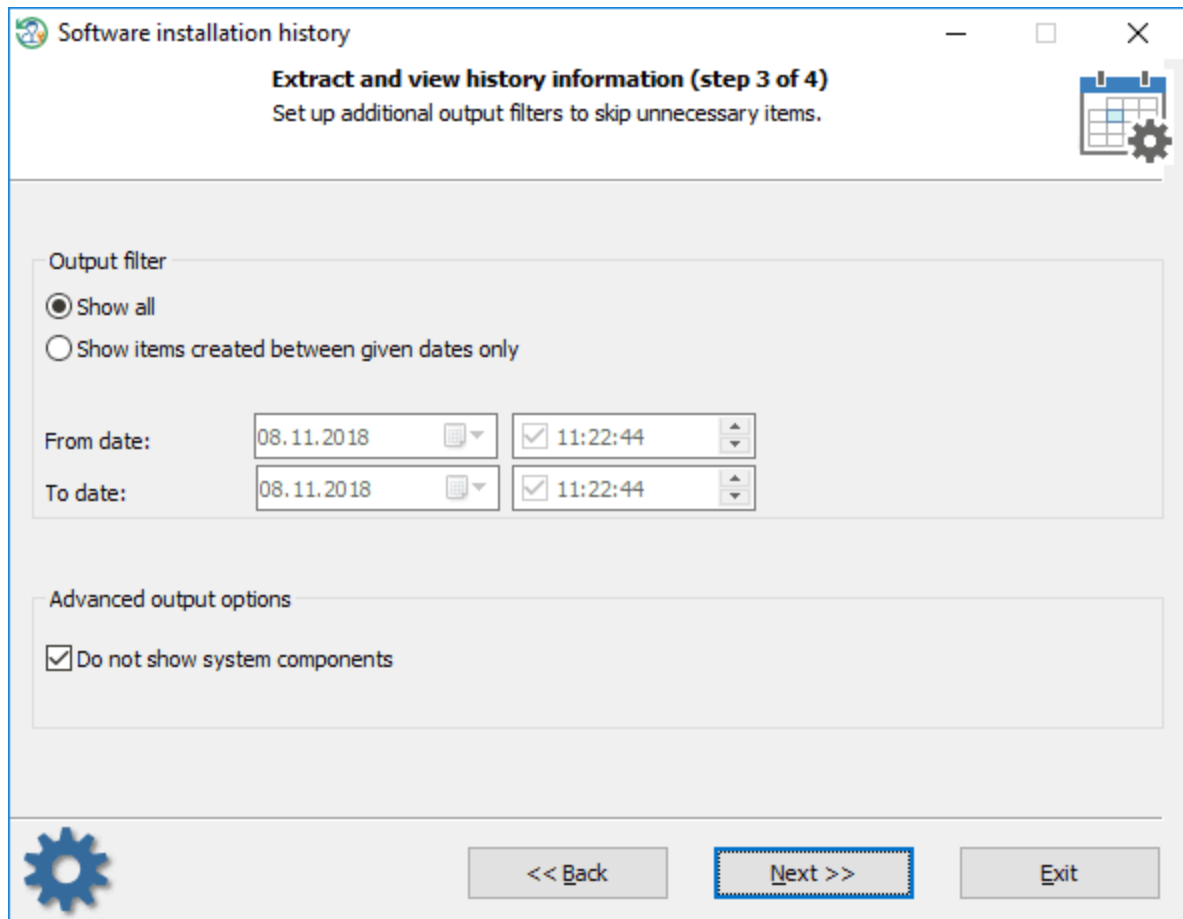 Software installation history
Extract and view history information (step 3 of 4)
Set up additional output filters to skip unnecessary items.
Output filter
Show all
Show items created between given dates only
From date: 08.11.2018 11:22:44
To date: 08.11.2018 11:22:44
Advanced output options
Do not show system components
<< Back Next >> Exit